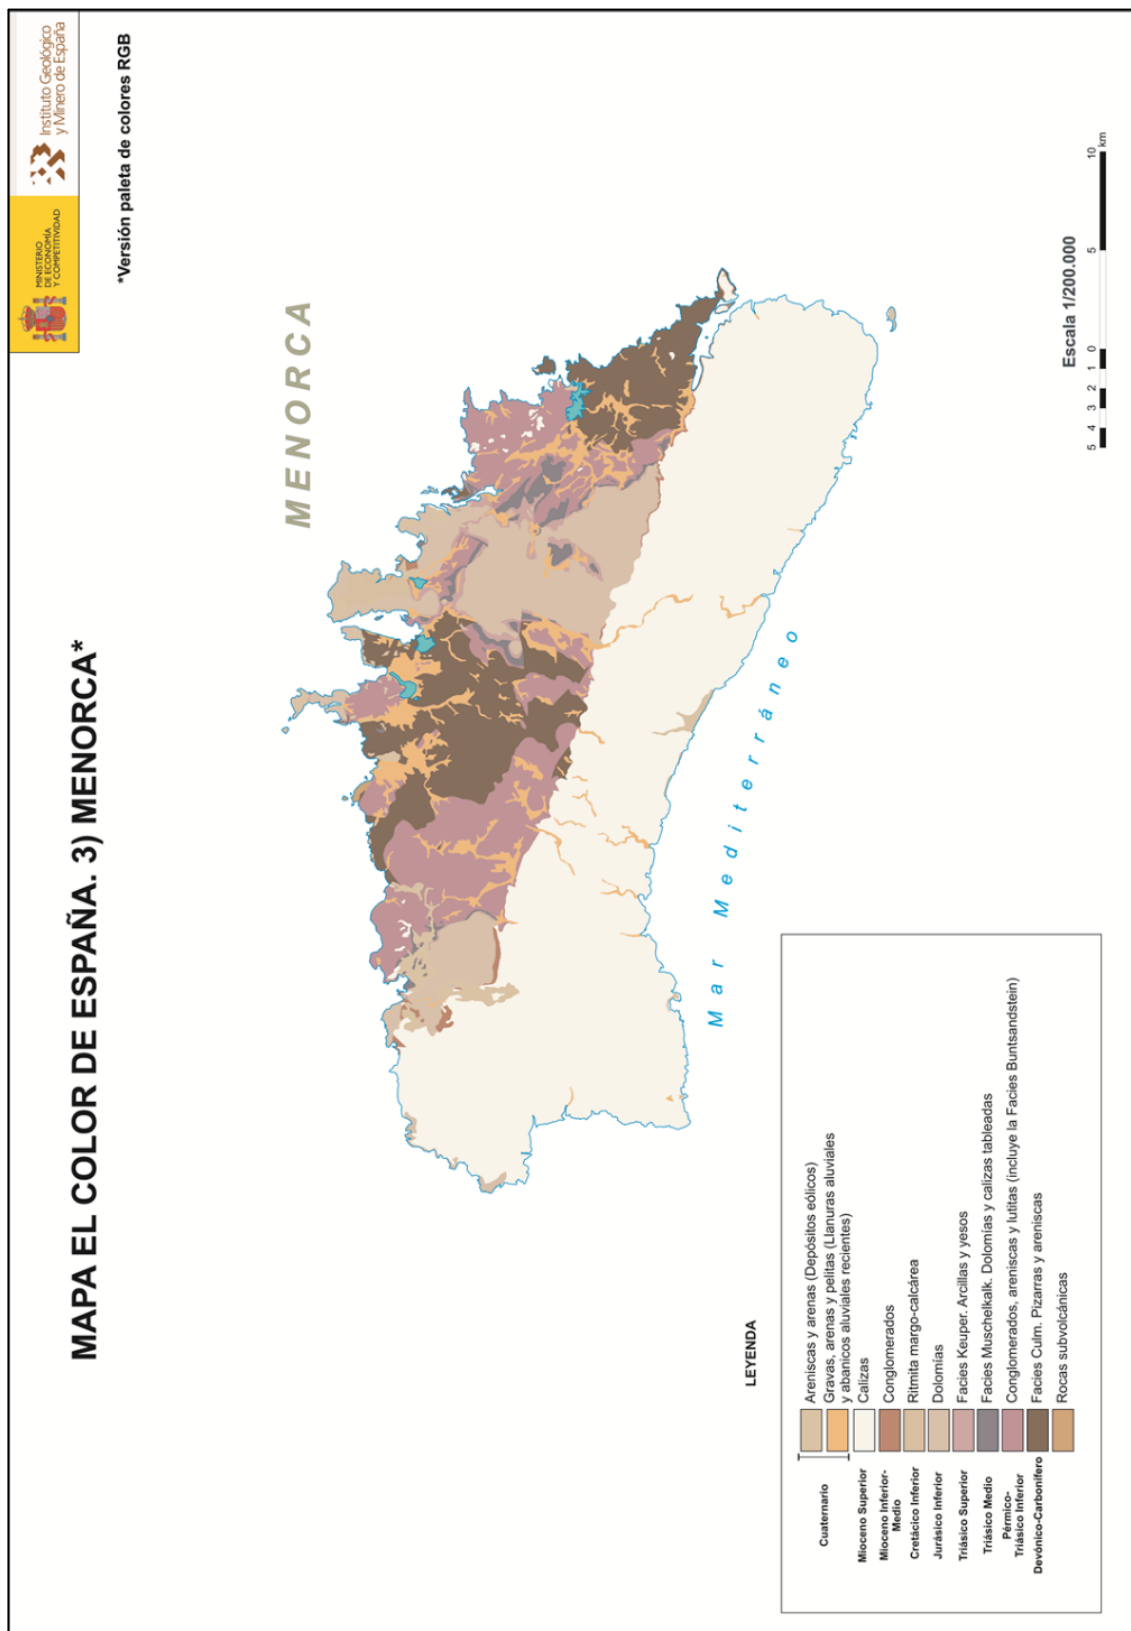 MAPA EL COLOR DE ESPAÑA. 3) MENORCA*
MINISTERIO
DE ECONOMÍA
Y COMPETITIVIDAD
Instituto Geológico
y Minero de España
*Versión paleta de colores RGB
MENORCA
Mar Mediterráneo
LEYENDA
Cuaternario
Areniscas y arenas (Depósitos eólicos)
Gravas, arenas y pelitas (Llanuras aluviales
y abanicos aluviales recientes)
Mioceno Superior
Calizas
Mioceno Inferior-
Medio
Conglomerados
Cretácico Inferior
Ritmita margo-calcárea
Jurásico Inferior
Dolomías
Triásico Superior
Facies Keuper. Arcillas y yesos
Triásico Medio
Facies Muschelkalk. Dolomías y calizas tableadas
Pérmico-
Triásico Inferior
Conglomerados, areniscas y lutitas (incluye la Facies Buntsandstein)
Devónico-Carbonífero
Facies Culm. Pizarras y areniscas
Rocas subvolcánicas
Escala 1/200.000
5 4 3 2 1 0 5 10
km